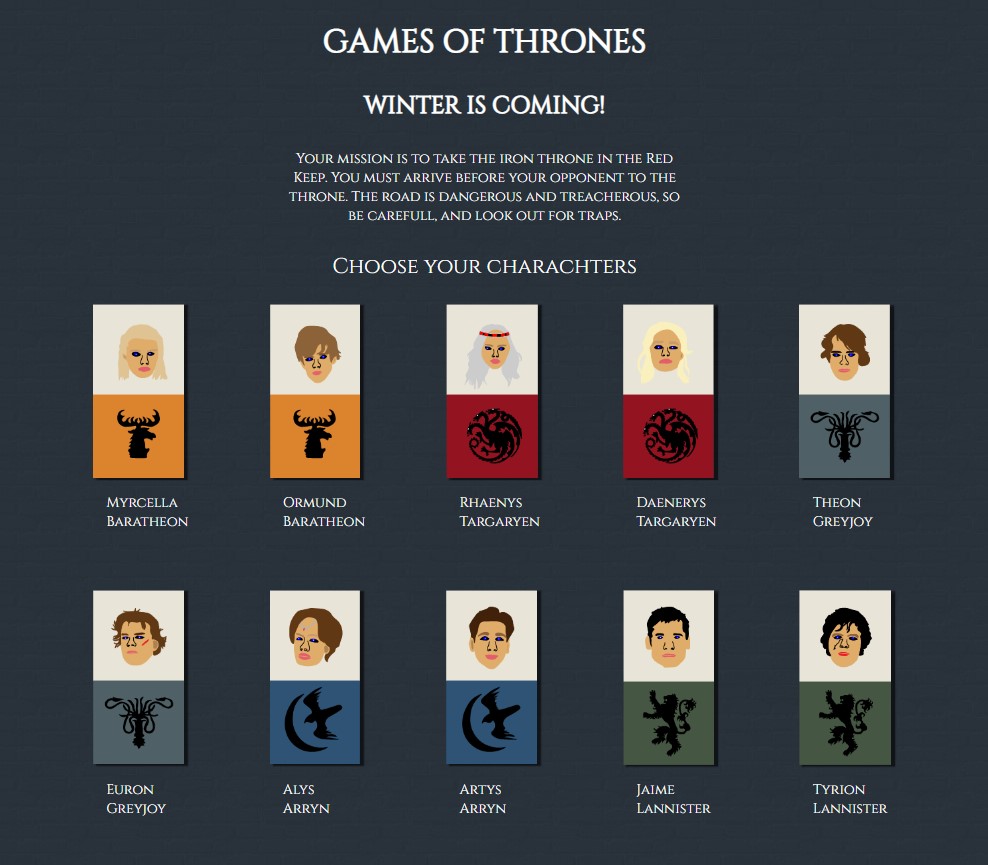 GAMES OF THRONES
WINTER IS COMING!
Your mission is to take the iron throne in the Red
Keep. You must arrive before your opponent to the
throne. The road is dangerous and treacherous, so
be carefull, and look out for traps.
Choose your charachters
Myrcella
Baratheon
Ormund
Baratheon
Rhaenys
Targaryen
Daenerys
Targaryen
Theon
Greyjoy
Euron
Greyjoy
Alys
Arryn
Artys
Arryn
Jaime
Lannister
Tyrion
Lannister